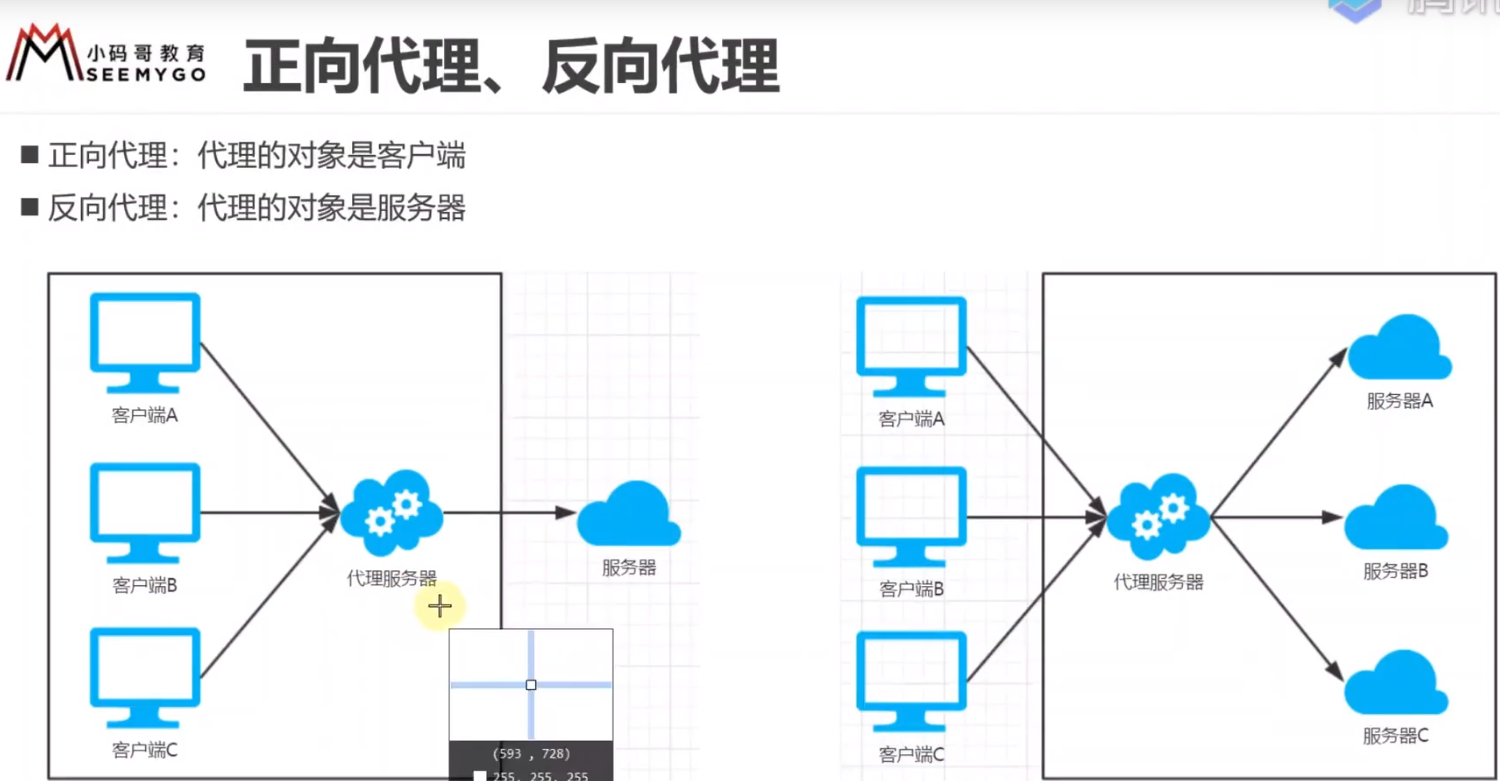 腾讯
小码哥教育
SEEMYGO
正向代理、反向代理
■ 正向代理：代理的对象是客户端
■ 反向代理：代理的对象是服务器
客户端A
客户端B
客户端C
代理服务器
服务器
(593 , 728)
255, 255, 255
客户端A
客户端B
客户端C
代理服务器
服务器A
服务器B
服务器C